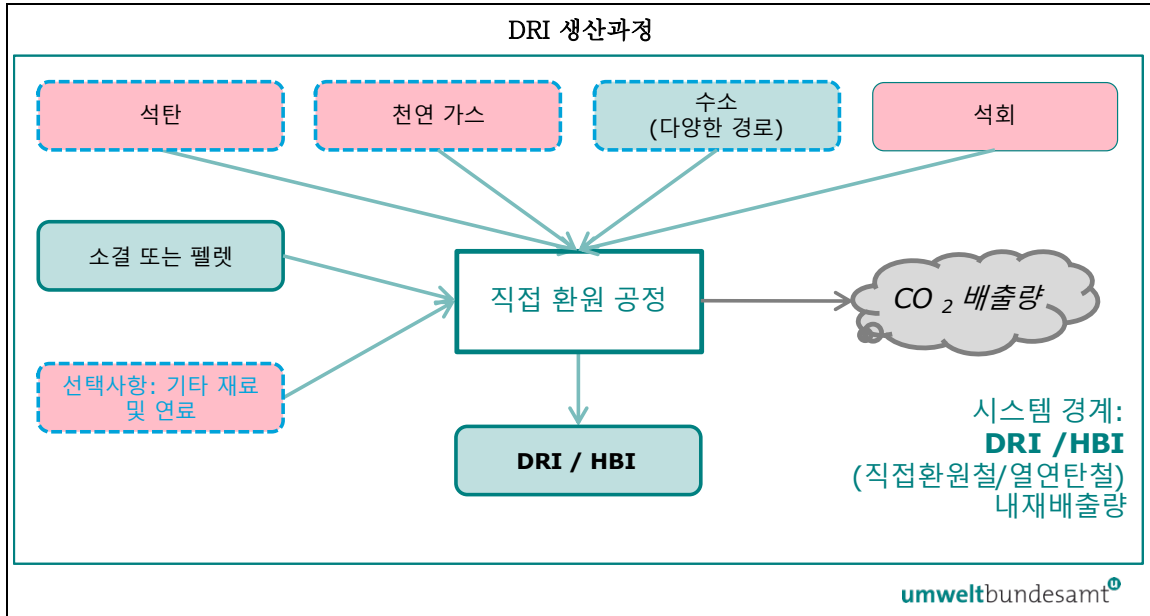 DRI 생산과정
석탄
천연 가스
수소
(다양한 경로)
석회
소결 또는 펠렛
직접 환원 공정
CO 2 배출량
선택사항: 기타 재료
및 연료
DRI / HBI
시스템 경계:
DRI /HBI
(직접환원철/열연탄철)
내재배출량
umweltbundesamt